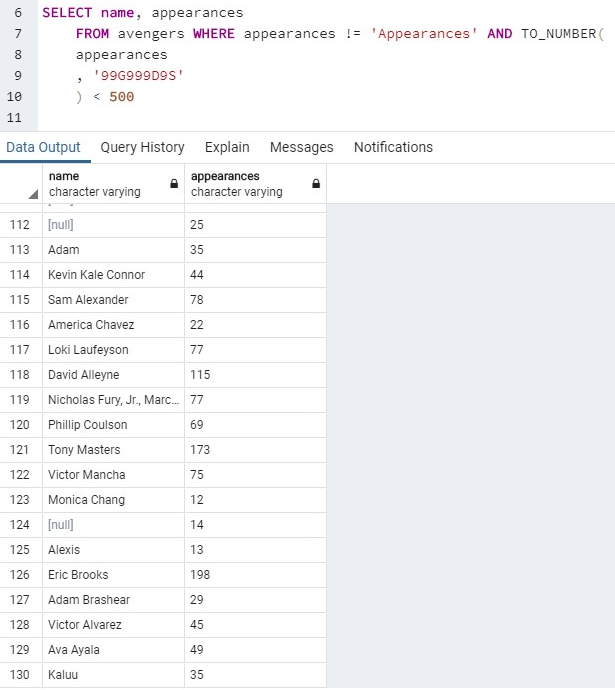 6 SELECT name, appearances
7 FROM avengers WHERE appearances != 'Appearances' AND TO_NUMBER(
8 appearances
9 , '99G999D9S'
10 ) < 500
11
Data Output Query History Explain Messages Notifications
name appearances
character varying character varying
112 [null] 25
113 Adam 35
114 Kevin Kale Connor 44
115 Sam Alexander 78
116 America Chavez 22
117 Loki Laufeyson 77
118 David Alleyne 115
119 Nicholas Fury, Jr., Marc... 77
120 Phillip Coulson 69
121 Tony Masters 173
122 Victor Mancha 75
123 Monica Chang 12
124 [null] 14
125 Alexis 13
126 Eric Brooks 198
127 Adam Brashear 29
128 Victor Alvarez 45
129 Ava Ayala 49
130 Kaluu 35